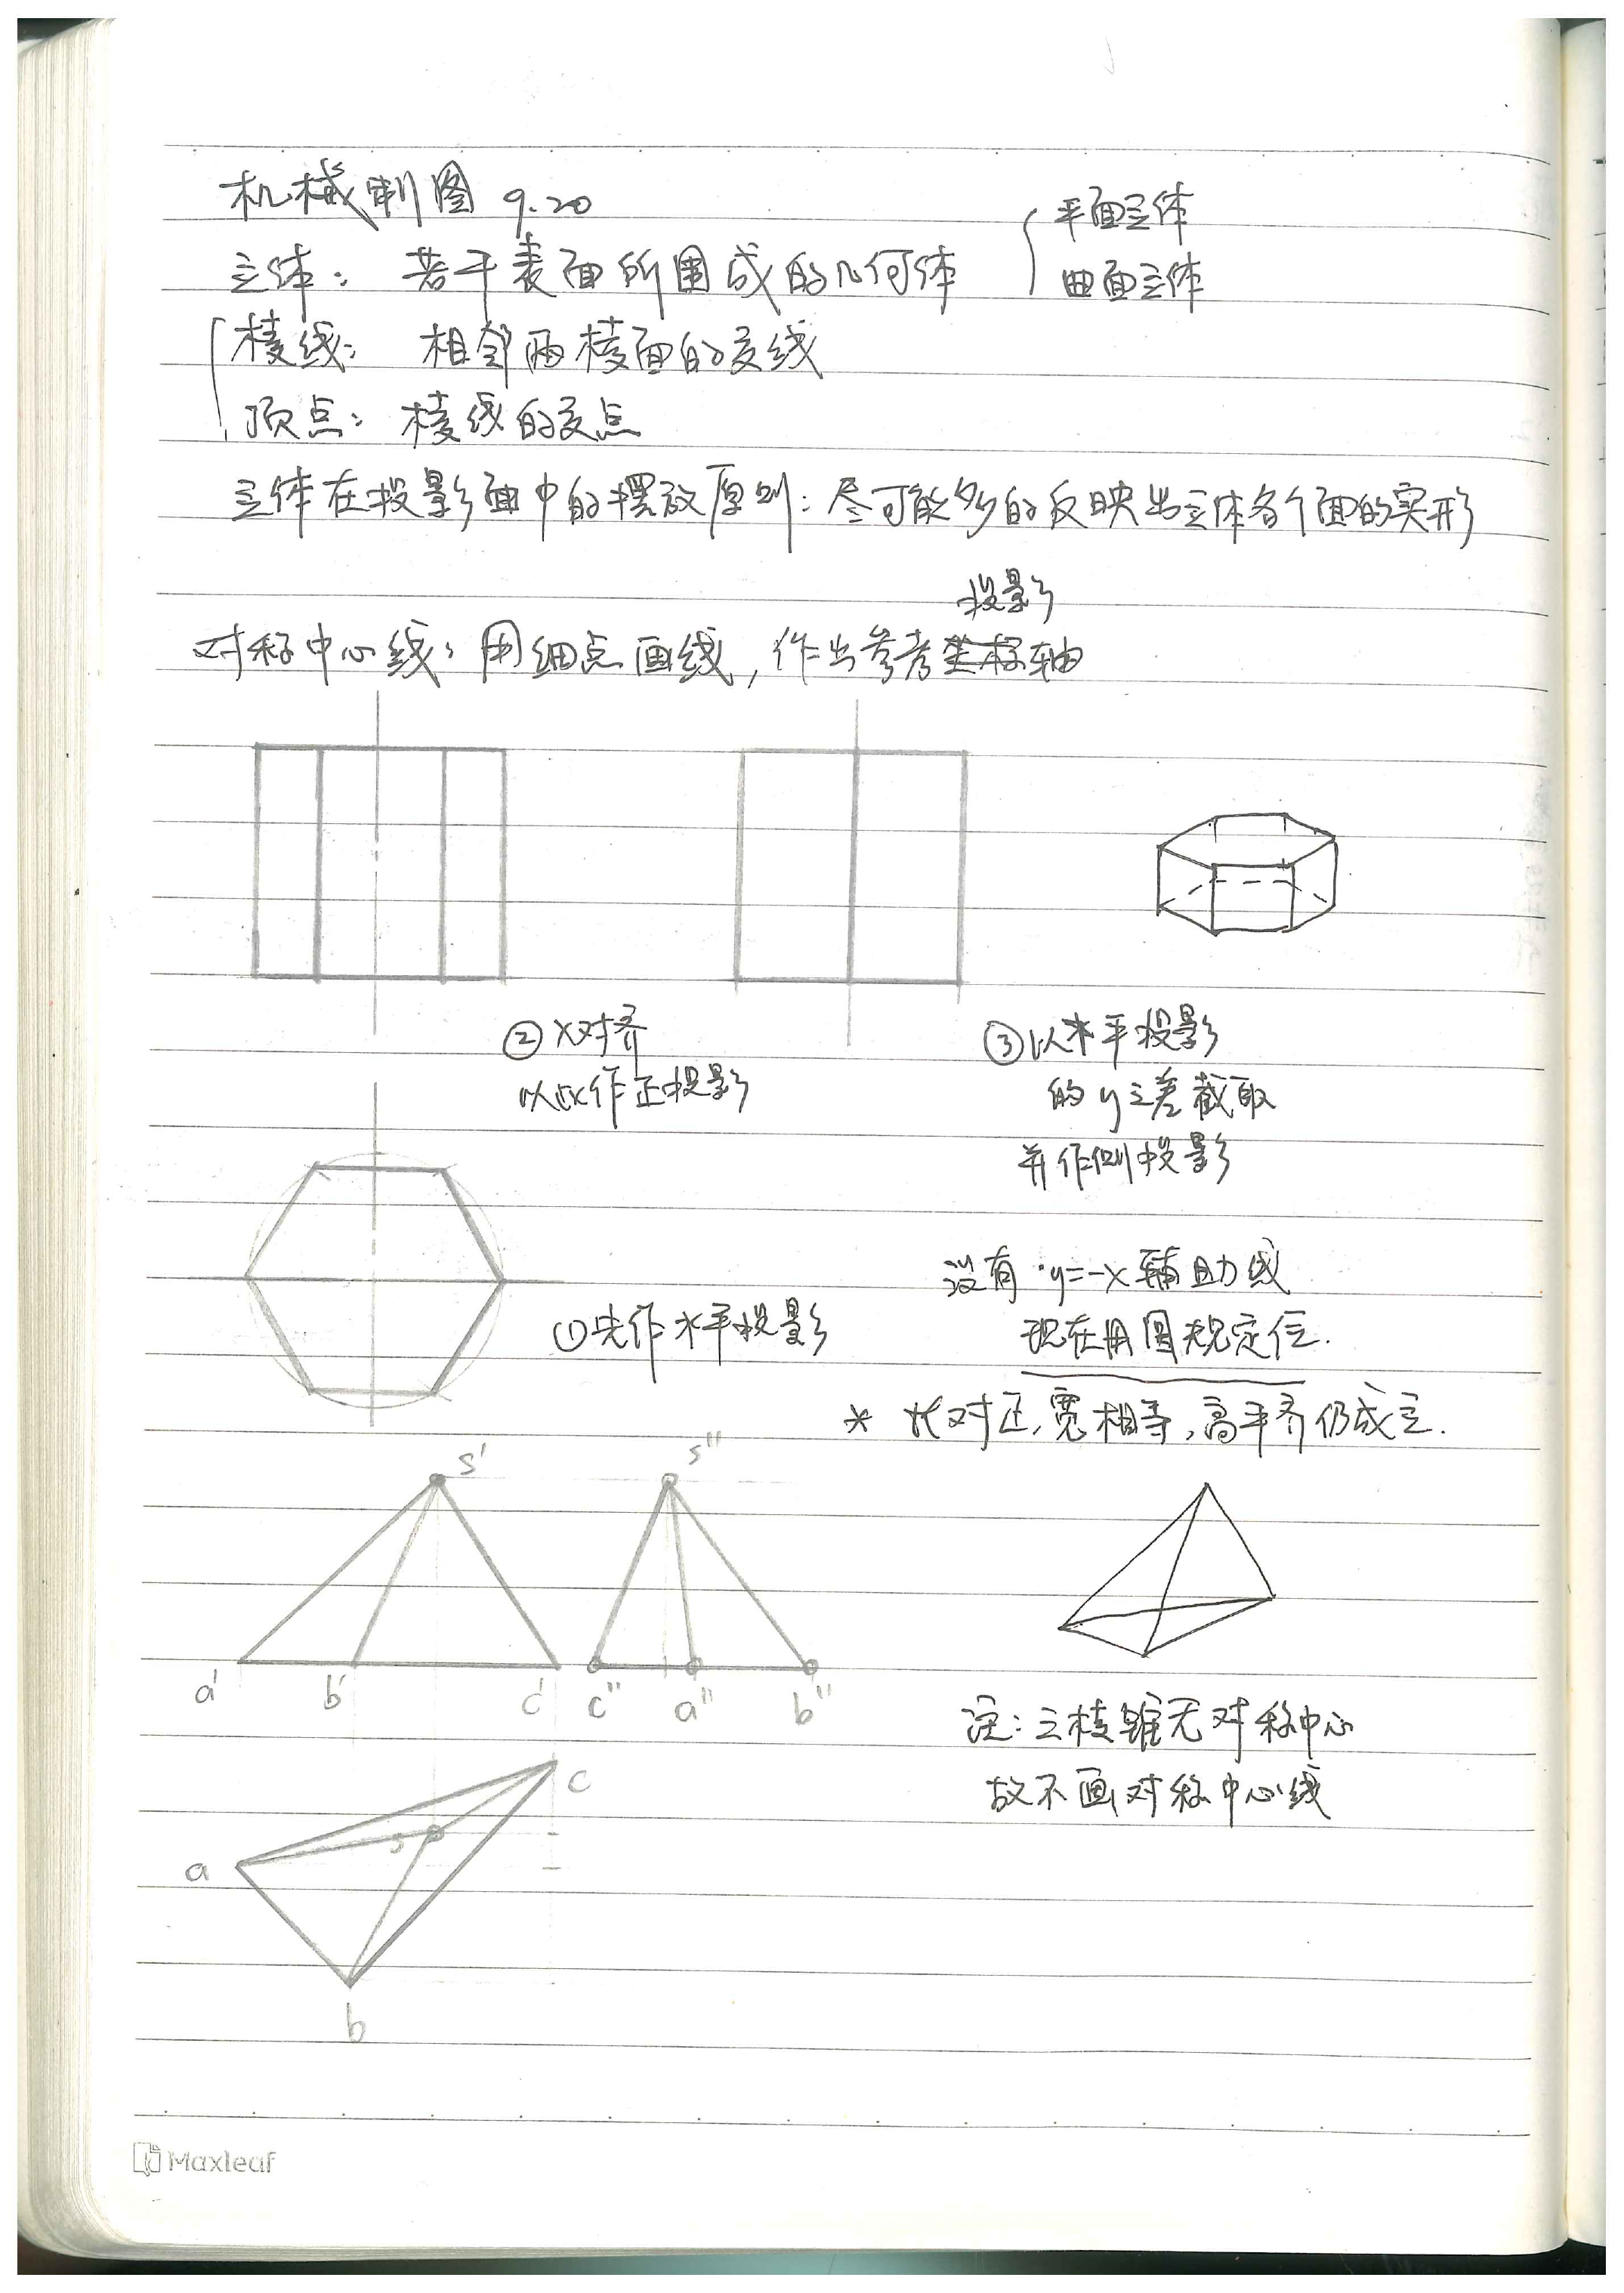 机械制图 9.20
立体：若干表面所围成的几何体
平面立体
曲面立体
棱线：相邻两棱面的交线
顶点：棱线的交点
立体在投影面中的摆放原则：尽可能多的反映出立体各个面的实形
投影
对称中心线：用细点画线，作出参考坐标轴
②X对齐
以此作正投影
③以水平投影
的y之差截取
并作侧投影
①先作水平投影
没有y=-x辅助线
现在用圆规定位.
* 长对正,宽相等,高平齐仍成立.
s' s"
a' b' c' c" a" b"
注：三棱锥无对称中心
故不画对称中心线
c
s
a
b
Maxleaf